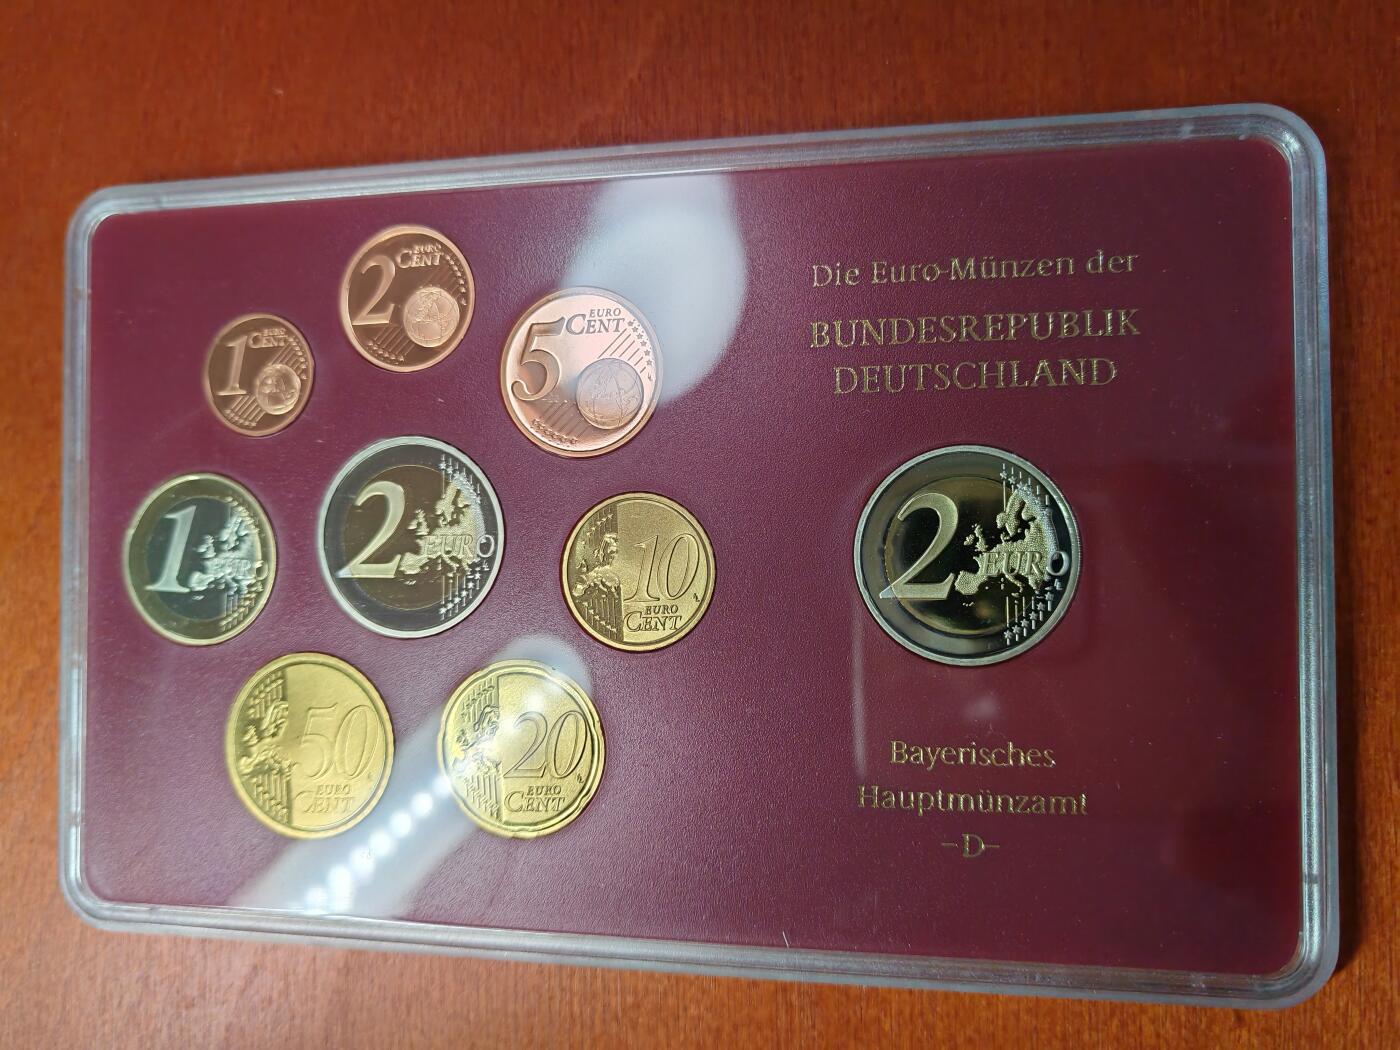 Die Euro-Münzen der
BUNDESREPUBLIK
DEUTSCHLAND
2 EURO CENT
1 EURO CENT
5 EURO CENT
1 EURO
2 EURO
10 EURO CENT
2 EURO
50 EURO CENT
20 EURO CENT
Bayerisches
Hauptmünzamt
-D-